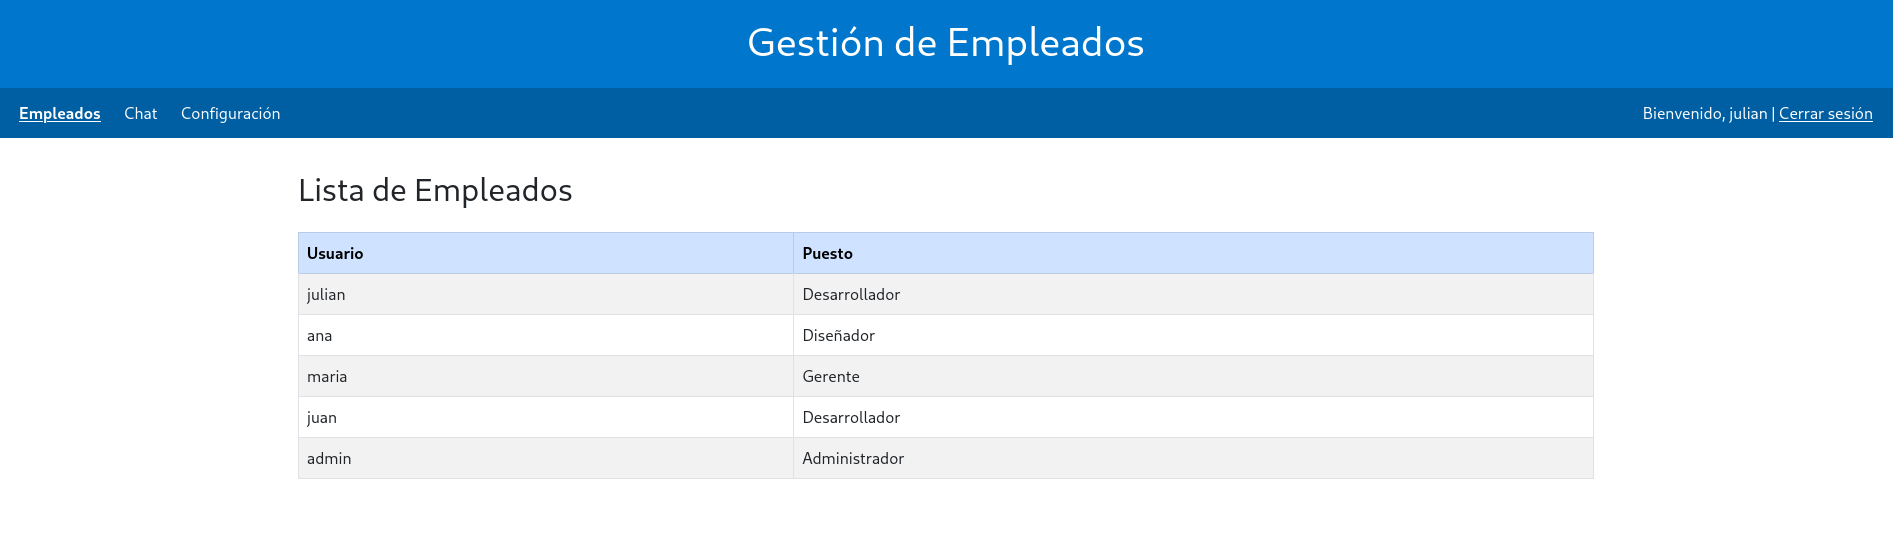 Gestión de Empleados
Empleados Chat Configuración Bienvenido, julian | Cerrar sesión
Lista de Empleados
Usuario Puesto
julian Desarrollador
ana Diseñador
maria Gerente
juan Desarrollador
admin Administrador